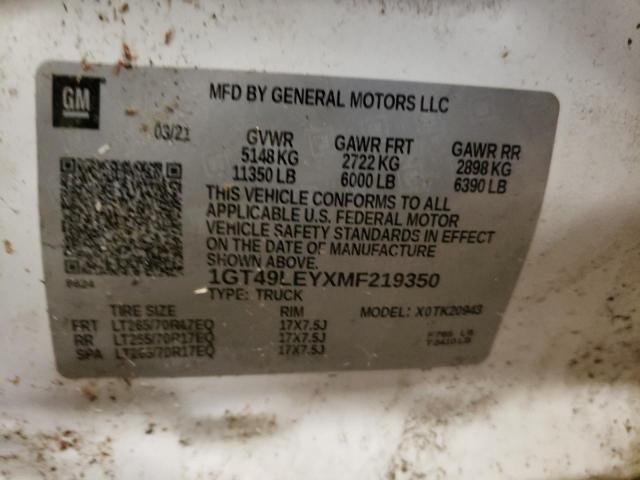 GM
MFD BY GENERAL MOTORS LLC
03/21
GVWR GAWR FRT GAWR RR
5148 KG 2722 KG 2898 KG
11350 LB 6000 LB 6390 LB
THIS VEHICLE CONFORMS TO ALL
APPLICABLE U.S. FEDERAL MOTOR
VEHICLE SAFETY STANDARDS IN EFFECT
ON THE DATE OF MANUFACTURE
SHOWN ABOVE.
1GT49LEYXMF219350
TYPE: TRUCK
TIRE SIZE RIM MODEL: X0TK20943
FRT LT265/70R17EQ 17X7.5J
RR LT265/70R17EQ 17X7.5J
SPA LT265/70R17EQ 17X7.5J